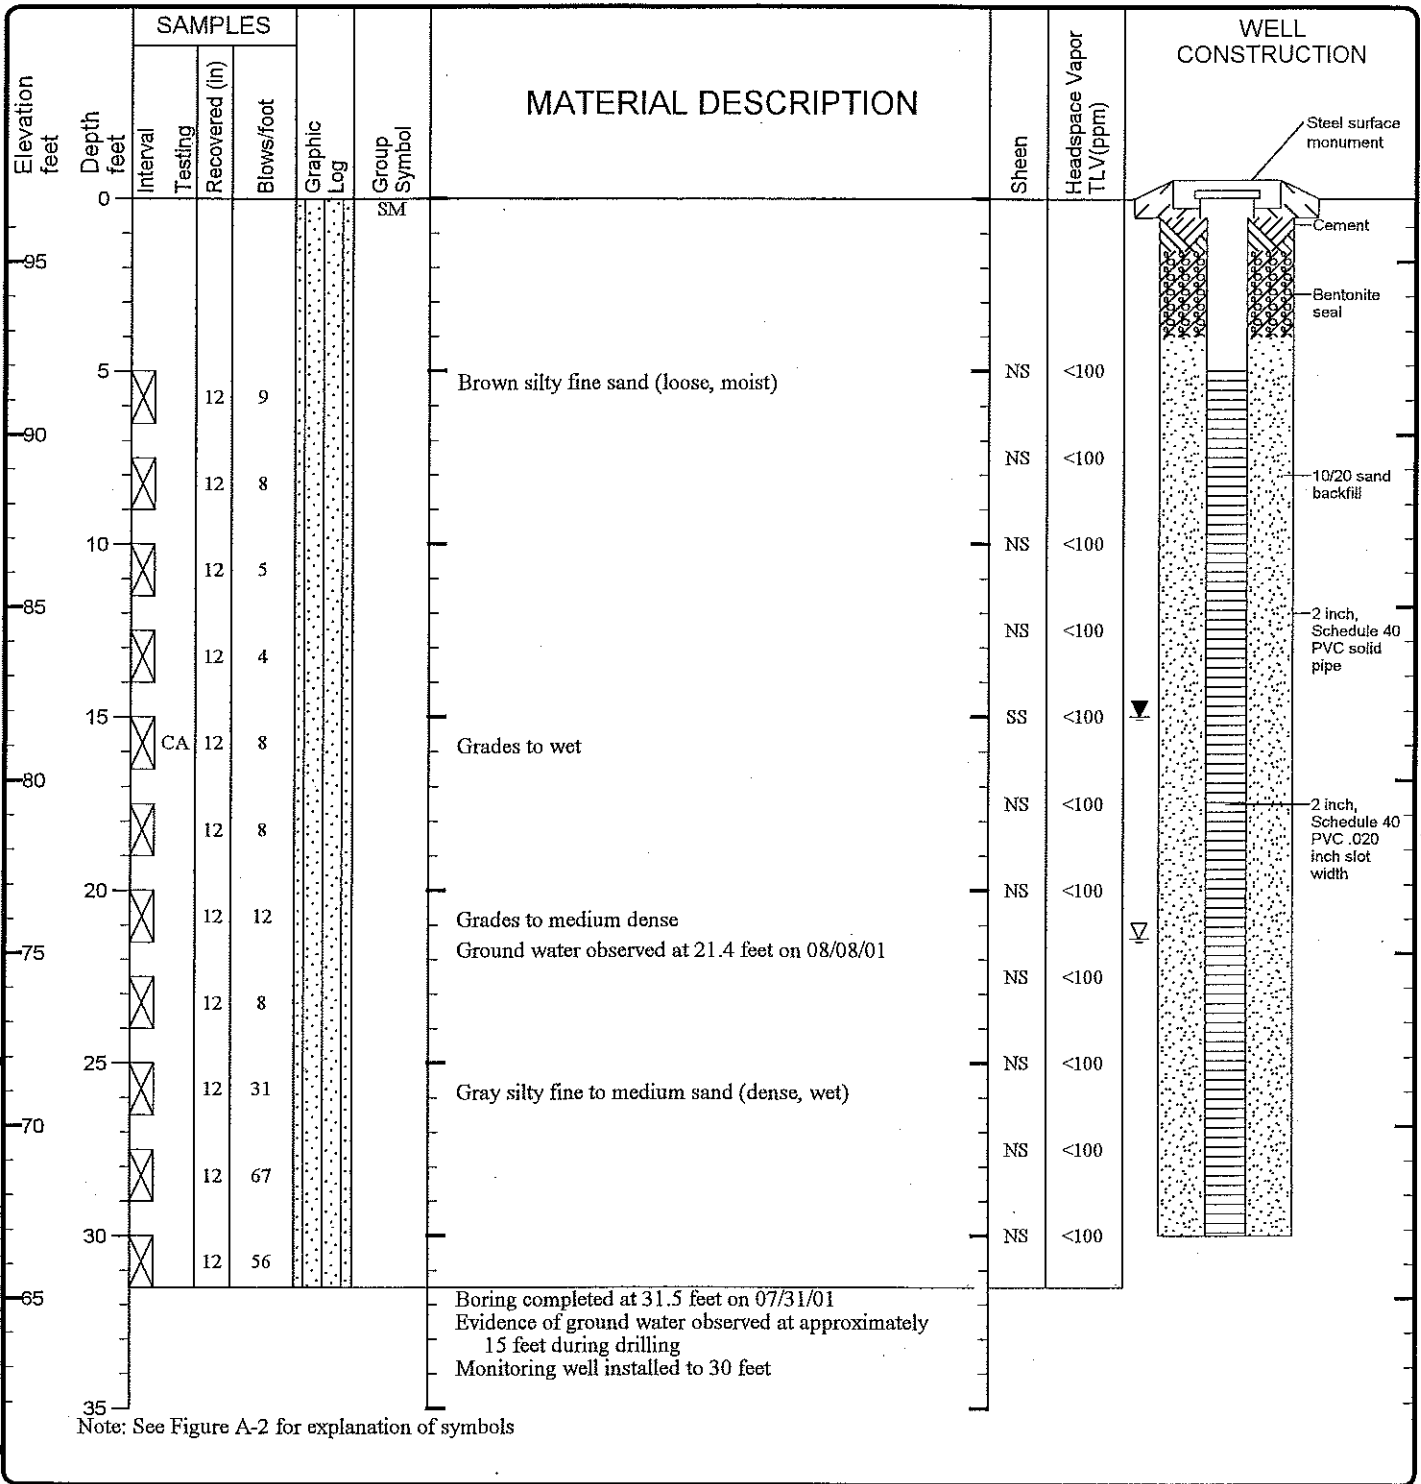 SAMPLES
Elevation
feet
Depth
feet
Interval
Testing
Recovered (in)
Blows/foot
Graphic
Log
Group
Symbol
MATERIAL DESCRIPTION
Sheen
Headspace Vapor
TLV(ppm)
WELL
CONSTRUCTION
Steel surface
monument
0
SM
Cement
95
Bentonite
seal
5
12 9
Brown silty fine sand (loose, moist)
NS <100
90
12 8
NS <100
10/20 sand
backfill
10
12 5
NS <100
85
12 4
NS <100
2 inch,
Schedule 40
PVC solid
pipe
15
CA 12 8
Grades to wet
SS <100
80
12 8
NS <100
2 inch,
Schedule 40
PVC .020
inch slot
width
20
12 12
Grades to medium dense
NS <100
Ground water observed at 21.4 feet on 08/08/01
75
12 8
NS <100
25
12 31
Gray silty fine to medium sand (dense, wet)
NS <100
70
12 67
NS <100
30
12 56
NS <100
65
Boring completed at 31.5 feet on 07/31/01
Evidence of ground water observed at approximately
15 feet during drilling
Monitoring well installed to 30 feet
35
Note: See Figure A-2 for explanation of symbols